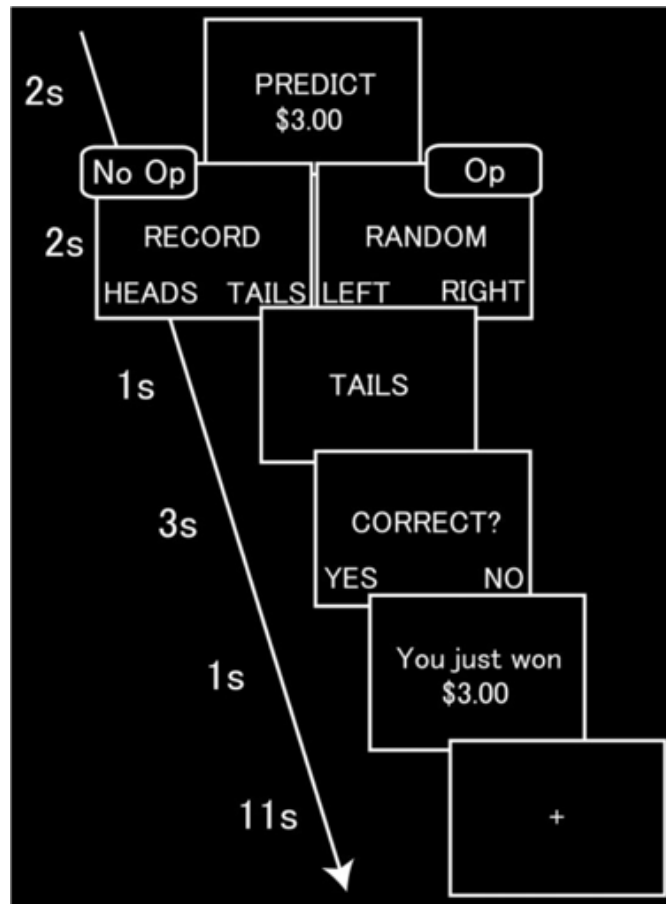 2s
PREDICT
$3.00
No Op
Op
2s
RECORD
HEADS TAILS
RANDOM
LEFT RIGHT
1s
TAILS
3s
CORRECT?
YES NO
1s
You just won
$3.00
11s
+